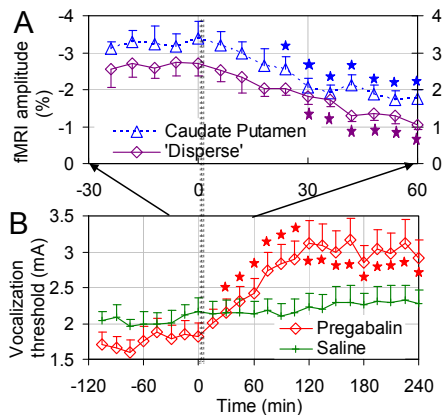 A
fMRI amplitude
(%)
-4
-3
-2
-1
0
4
3
2
1
0
Caudate Putamen
'Disperse'
-30
0
30
60
B
Vocalization
threshold (mA)
3.5
3
2.5
2
1.5
Pregabalin
Saline
-120
-60
0
60
120
180
240
Time (min)